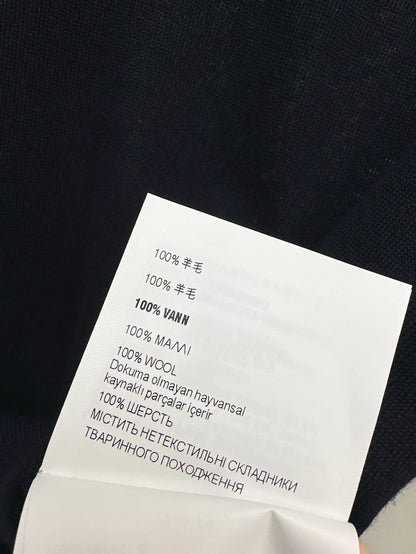 100% 羊毛
100% 羊毛
100% VANN
100% ΜΑΛΛΙ
100% WOOL
Dokuma olmayan hayvansal
kaynaklı parçalar içerir
100% ШЕРСТЬ
МІСТИТЬ НЕТЕКСТИЛЬНІ СКЛАДНИКИ
ТВАРИННОГО ПОХОДЖЕННЯ